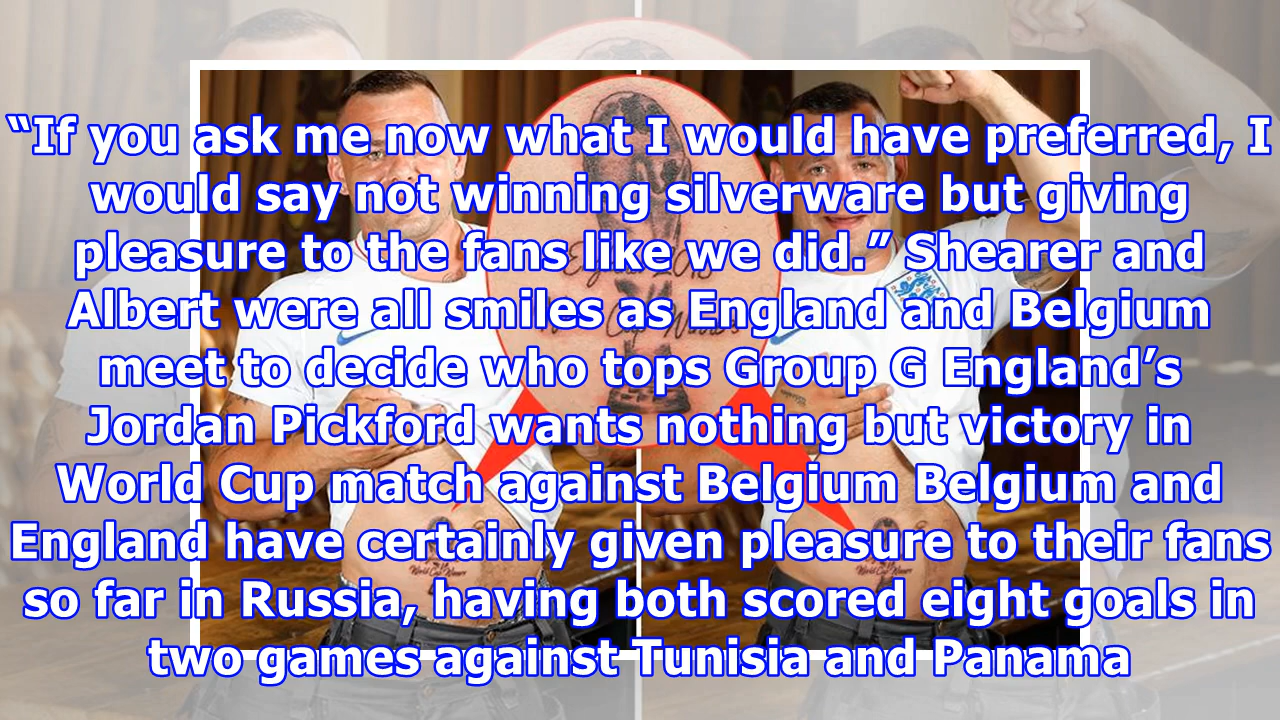 “If you ask me now what I would have preferred, I
would say not winning silverware but giving
pleasure to the fans like we did.” Shearer and
Albert were all smiles as England and Belgium
meet to decide who tops Group G England’s
Jordan Pickford wants nothing but victory in
World Cup match against Belgium Belgium and
England have certainly given pleasure to their fans
so far in Russia, having both scored eight goals in
two games against Tunisia and Panama